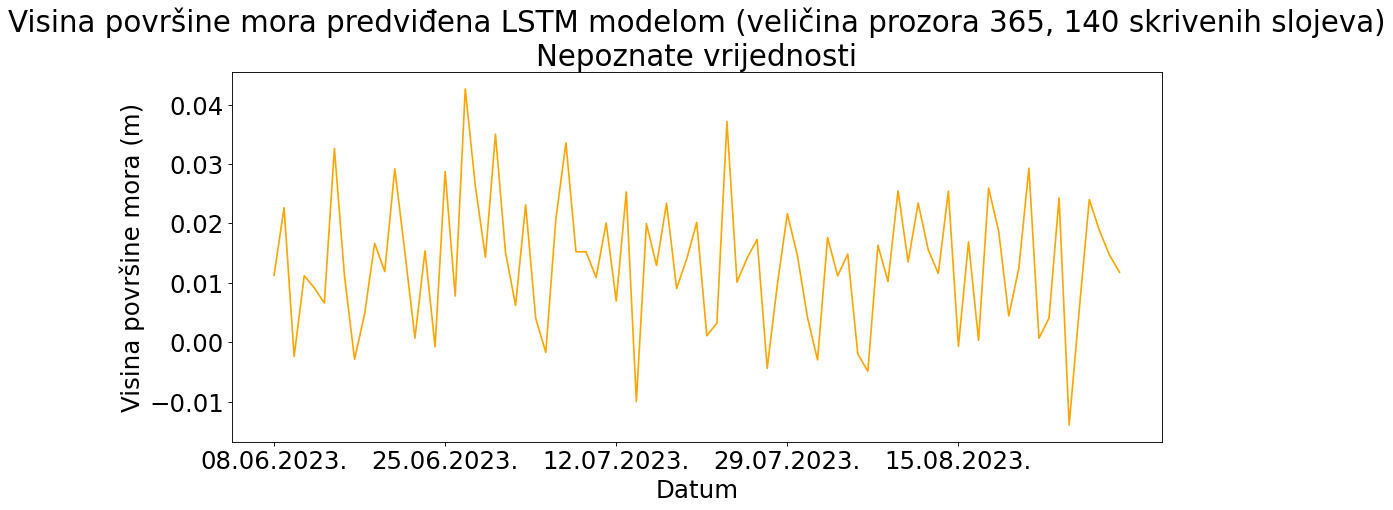 Visina površine mora predviđena LSTM modelom (veličina prozora 365, 140 skrivenih slojeva)
Nepoznate vrijednosti
Visina površine mora (m)
0.04
0.03
0.02
0.01
0.00
−0.01
08.06.2023.
25.06.2023.
12.07.2023.
29.07.2023.
15.08.2023.
Datum